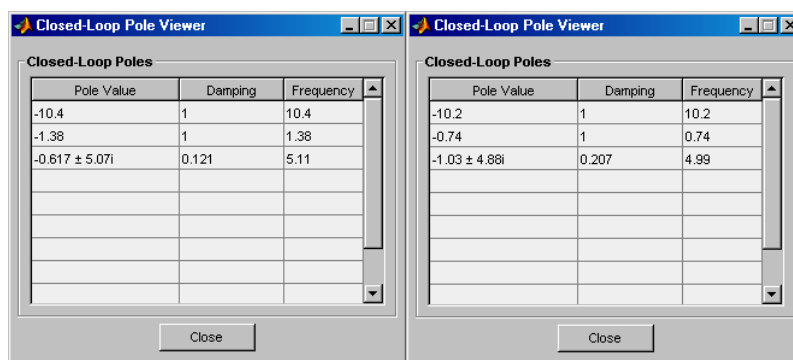 Closed-Loop Pole Viewer
Closed-Loop Poles
Pole Value Damping Frequency
-10.4 1 10.4
-1.38 1 1.38
-0.617 ± 5.07i 0.121 5.11
Close
Closed-Loop Pole Viewer
Closed-Loop Poles
Pole Value Damping Frequency
-10.2 1 10.2
-0.74 1 0.74
-1.03 ± 4.88i 0.207 4.99
Close